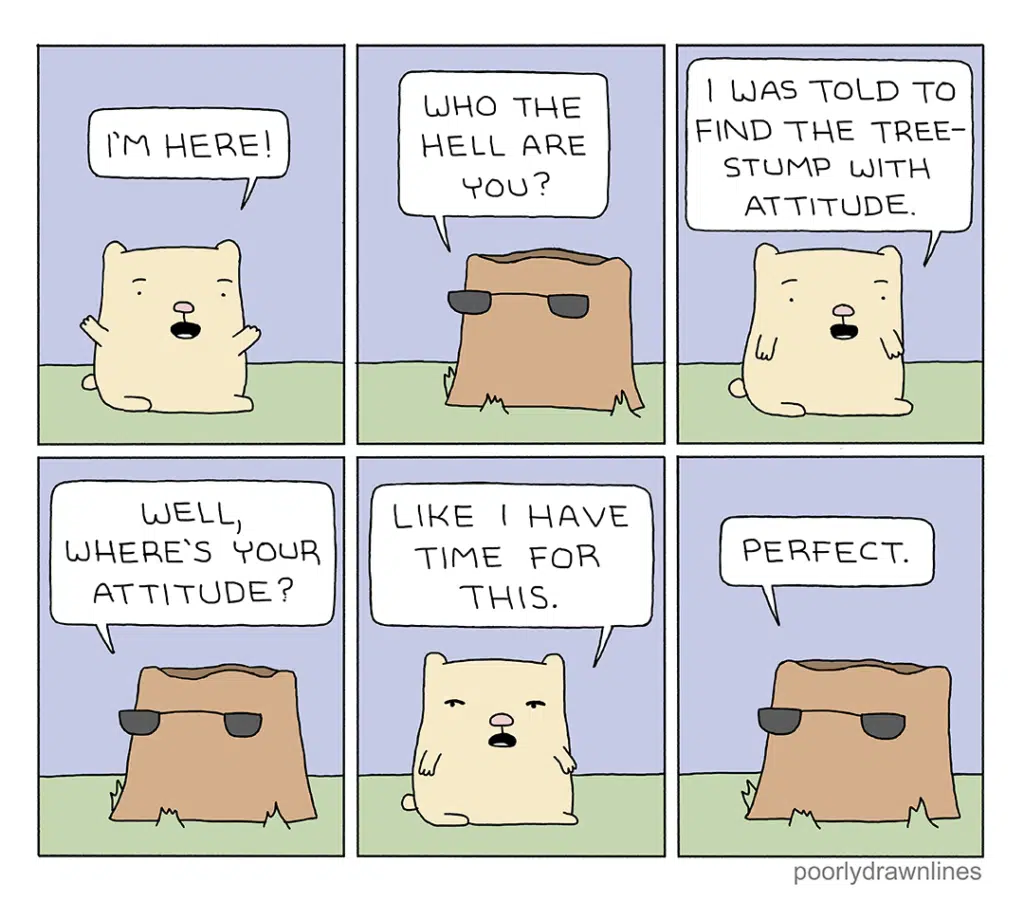 I'M HERE!
WHO THE
HELL ARE
YOU?
I WAS TOLD TO
FIND THE TREE-
STUMP WITH
ATTITUDE.
WELL,
WHERE'S YOUR
ATTITUDE?
LIKE I HAVE
TIME FOR
THIS.
PERFECT.
poorlydrawnlines